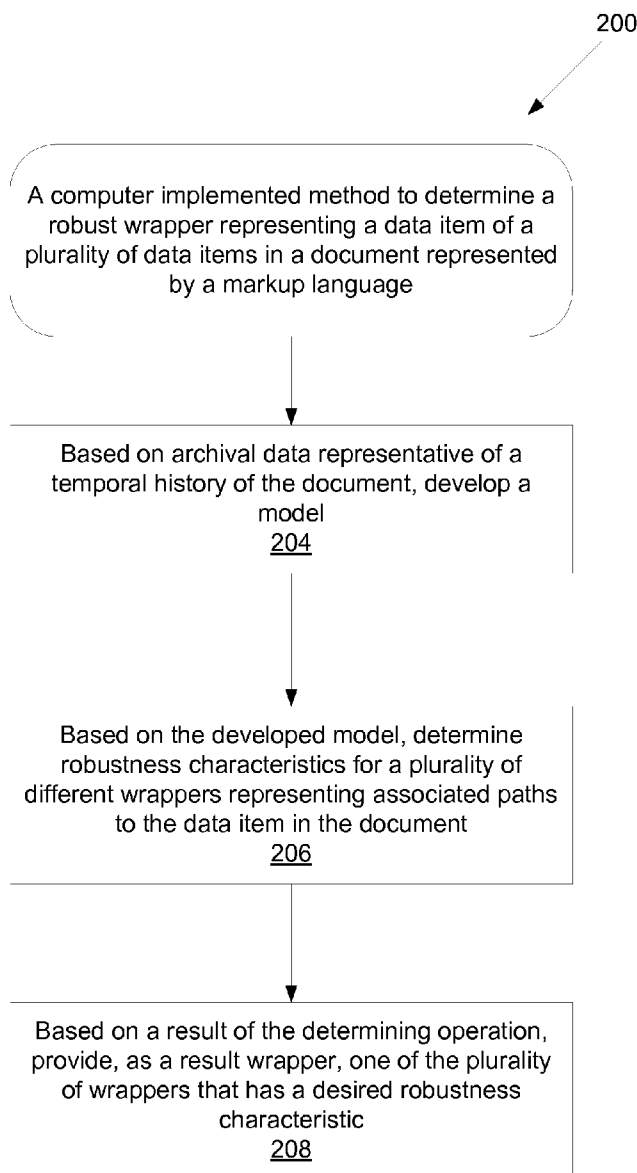 200
A computer implemented method to determine a
robust wrapper representing a data item of a
plurality of data items in a document represented
by a markup language
Based on archival data representative of a
temporal history of the document, develop a
model
204
Based on the developed model, determine
robustness characteristics for a plurality of
different wrappers representing associated paths
to the data item in the document
206
Based on a result of the determining operation,
provide, as a result wrapper, one of the plurality
of wrappers that has a desired robustness
characteristic
208